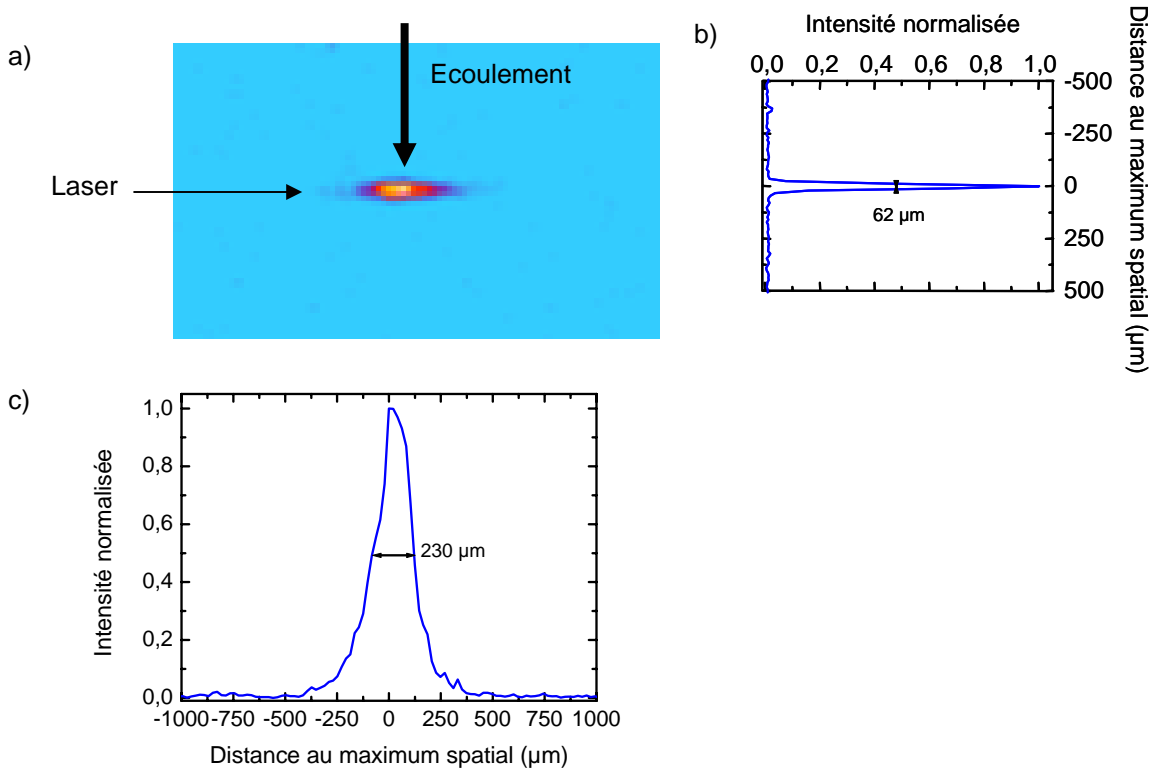 a)
Ecoulement
Laser
b)
Intensité normalisée
0,0 0,2 0,4 0,6 0,8 1,0
-500
-250
0
250
500
62 µm
Distance au maximum spatial (µm)
c)
1,0
0,8
0,6
0,4
0,2
0,0
Intensité normalisée
230 µm
-1000 -750 -500 -250 0 250 500 750 1000
Distance au maximum spatial (µm)